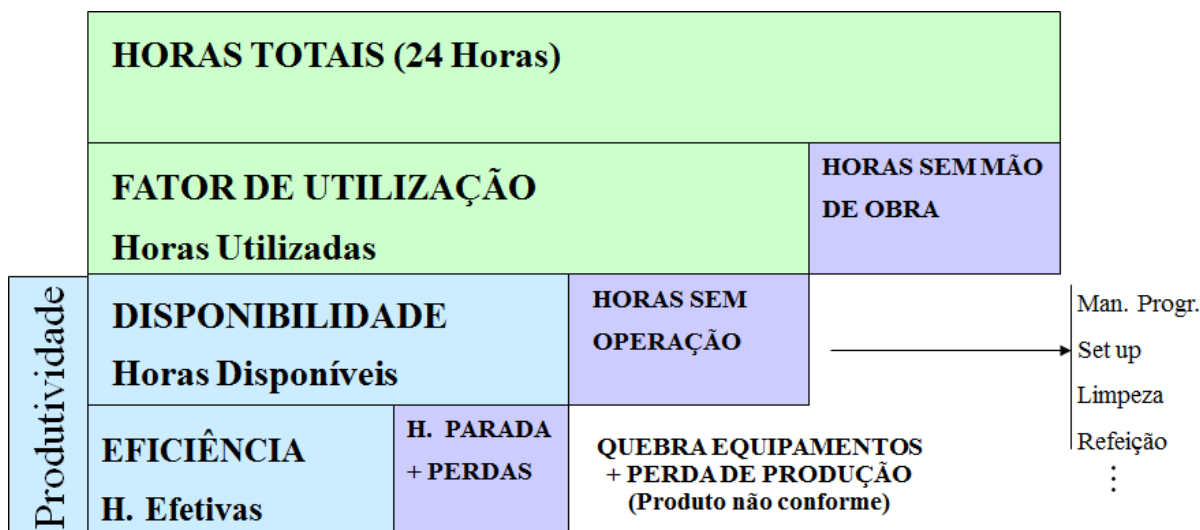 HORAS TOTAIS (24 Horas)
FATOR DE UTILIZAÇÃO
Horas Utilizadas
HORAS SEM MÃO
DE OBRA
Produtividade
DISPONIBILIDADE
Horas Disponíveis
HORAS SEM
OPERAÇÃO
Man. Progr.
Set up
Limpeza
Refeição
⋮
EFICIÊNCIA
H. Efetivas
H. PARADA
+ PERDAS
QUEBRA EQUIPAMENTOS
+ PERDA DE PRODUÇÃO
(Produto não conforme)